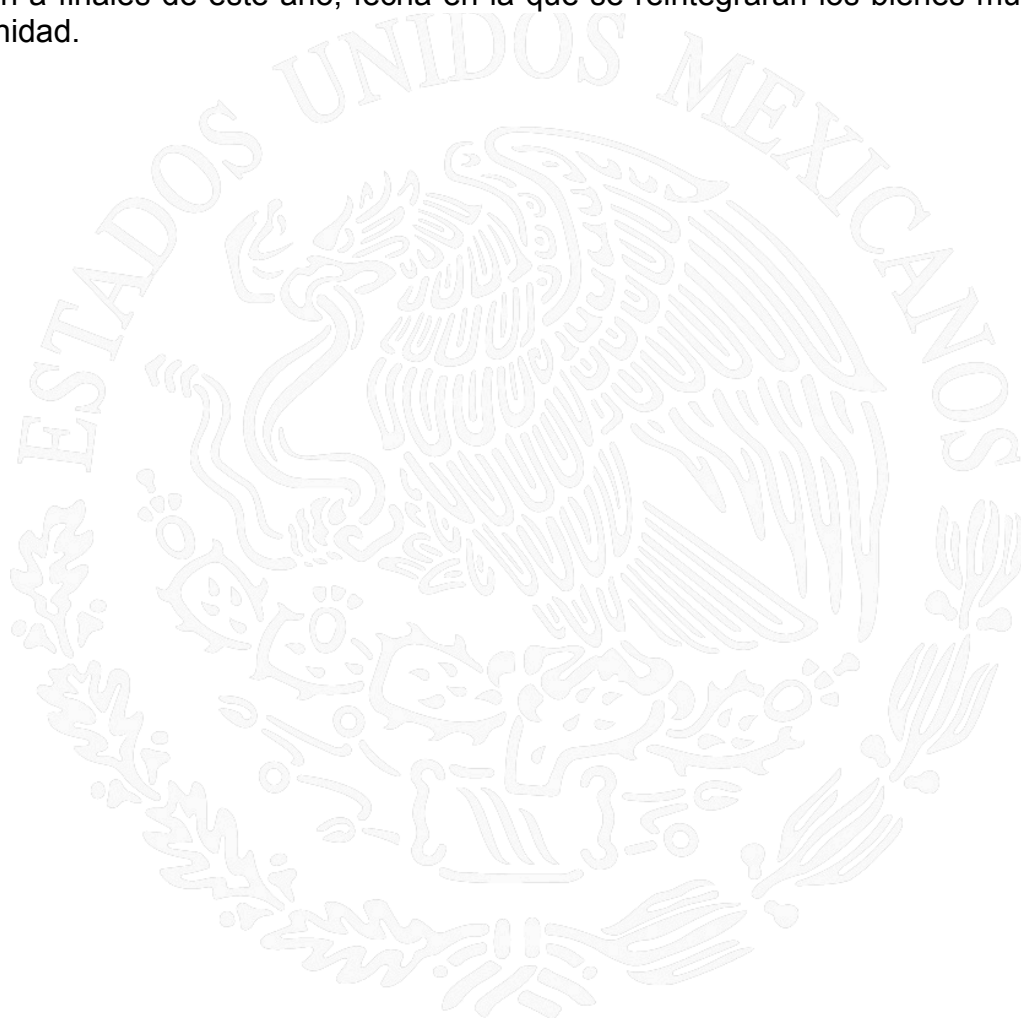 n a finales de este año, fecha en la que se reintegrarán los bienes mu
nidad.
ESTADOS UNIDOS MEXICANOS